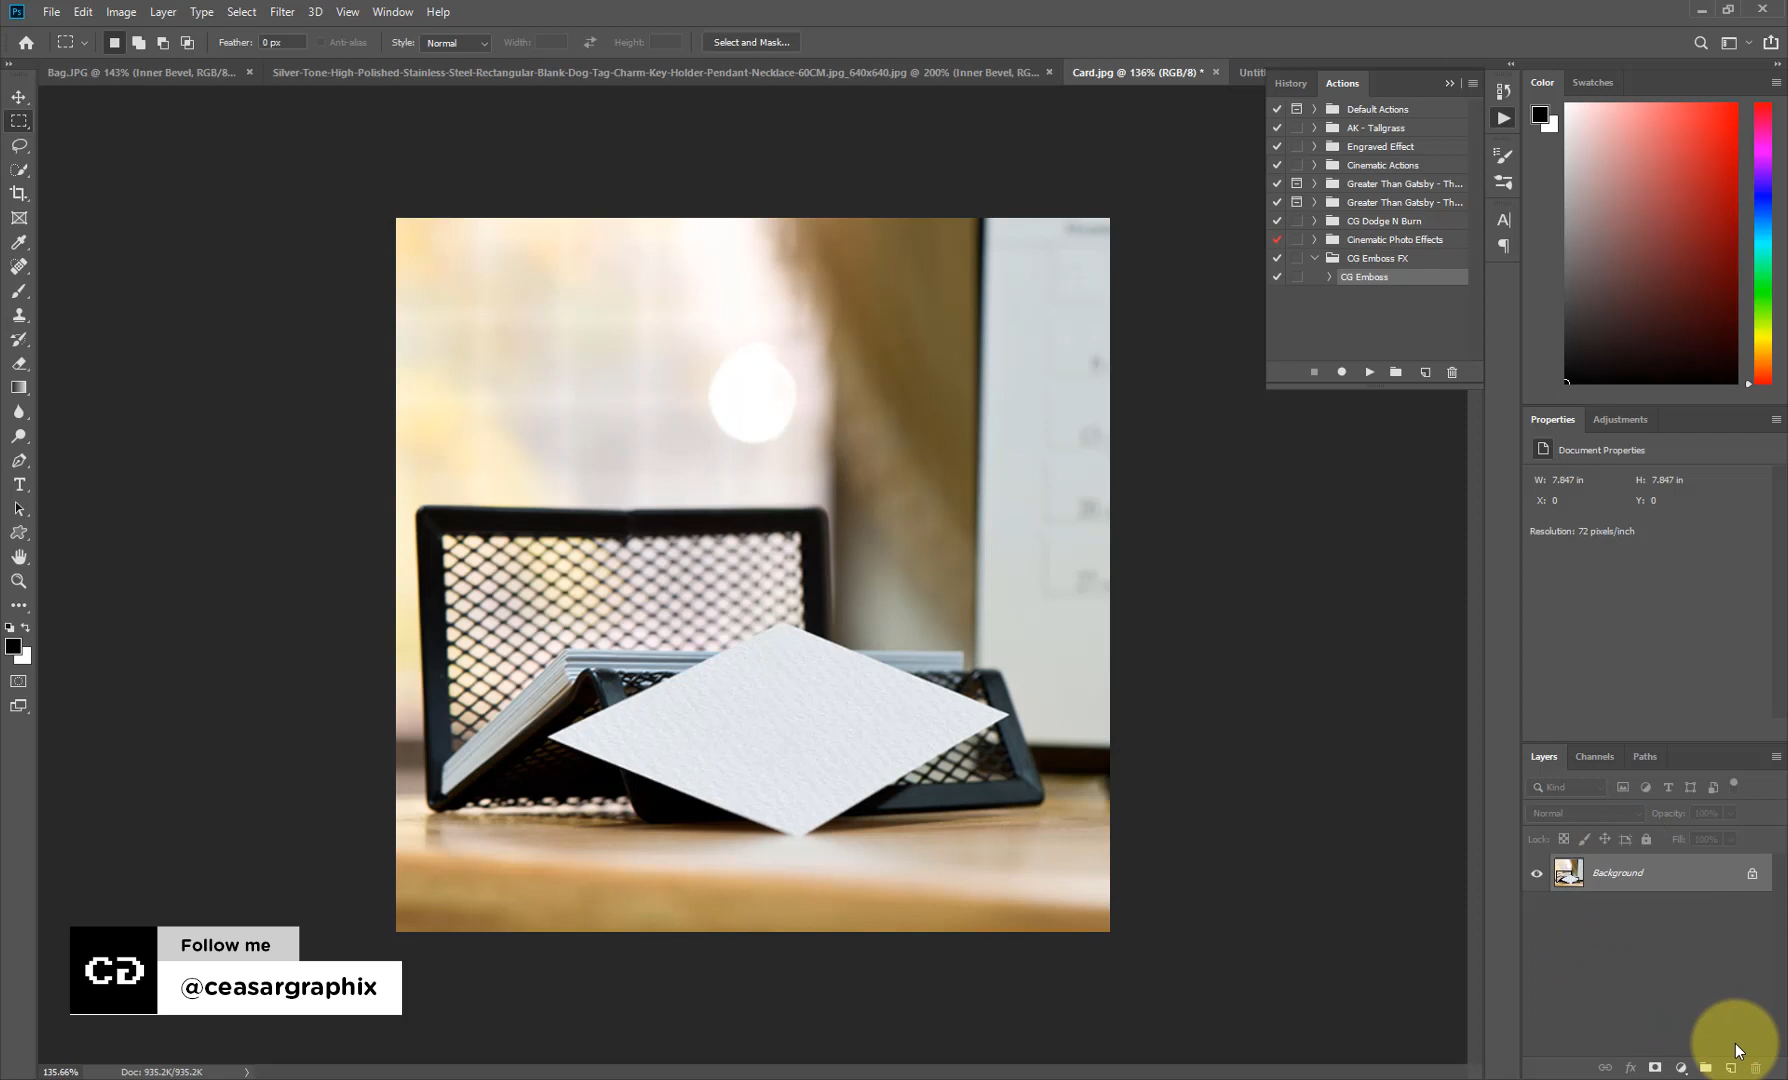 Ps File Edit Image Layer Type Select Filter 3D View Window Help
Feather: 0 px Anti-alias Style: Normal Width: Height: Select and Mask...
Bag.JPG @ 143% (Inner Bevel, RGB/8... × Silver-Tone-High-Polished-Stainless-Steel-Rectangular-Blank-Dog-Tag-Charm-Key-Holder-Pendant-Necklace-60CM.jpg_640x640.jpg @ 200% (Inner Bevel, RG... × Card.jpg @ 136% (RGB/8) * × Untit
History Actions
Default Actions
AK - Tallgrass
Engraved Effect
Cinematic Actions
Greater Than Gatsby - Th...
Greater Than Gatsby - Th...
CG Dodge N Burn
Cinematic Photo Effects
CG Emboss FX
CG Emboss
Color Swatches
Properties Adjustments
Document Properties
W: 7.847 in H: 7.847 in
X: 0 Y: 0
Resolution: 72 pixels/inch
Layers Channels Paths
Kind
Normal Opacity: 100%
Lock: Fill: 100%
Background
fx
CG
Follow me
@ceasargraphix
135.66% Doc: 935.2K/935.2K